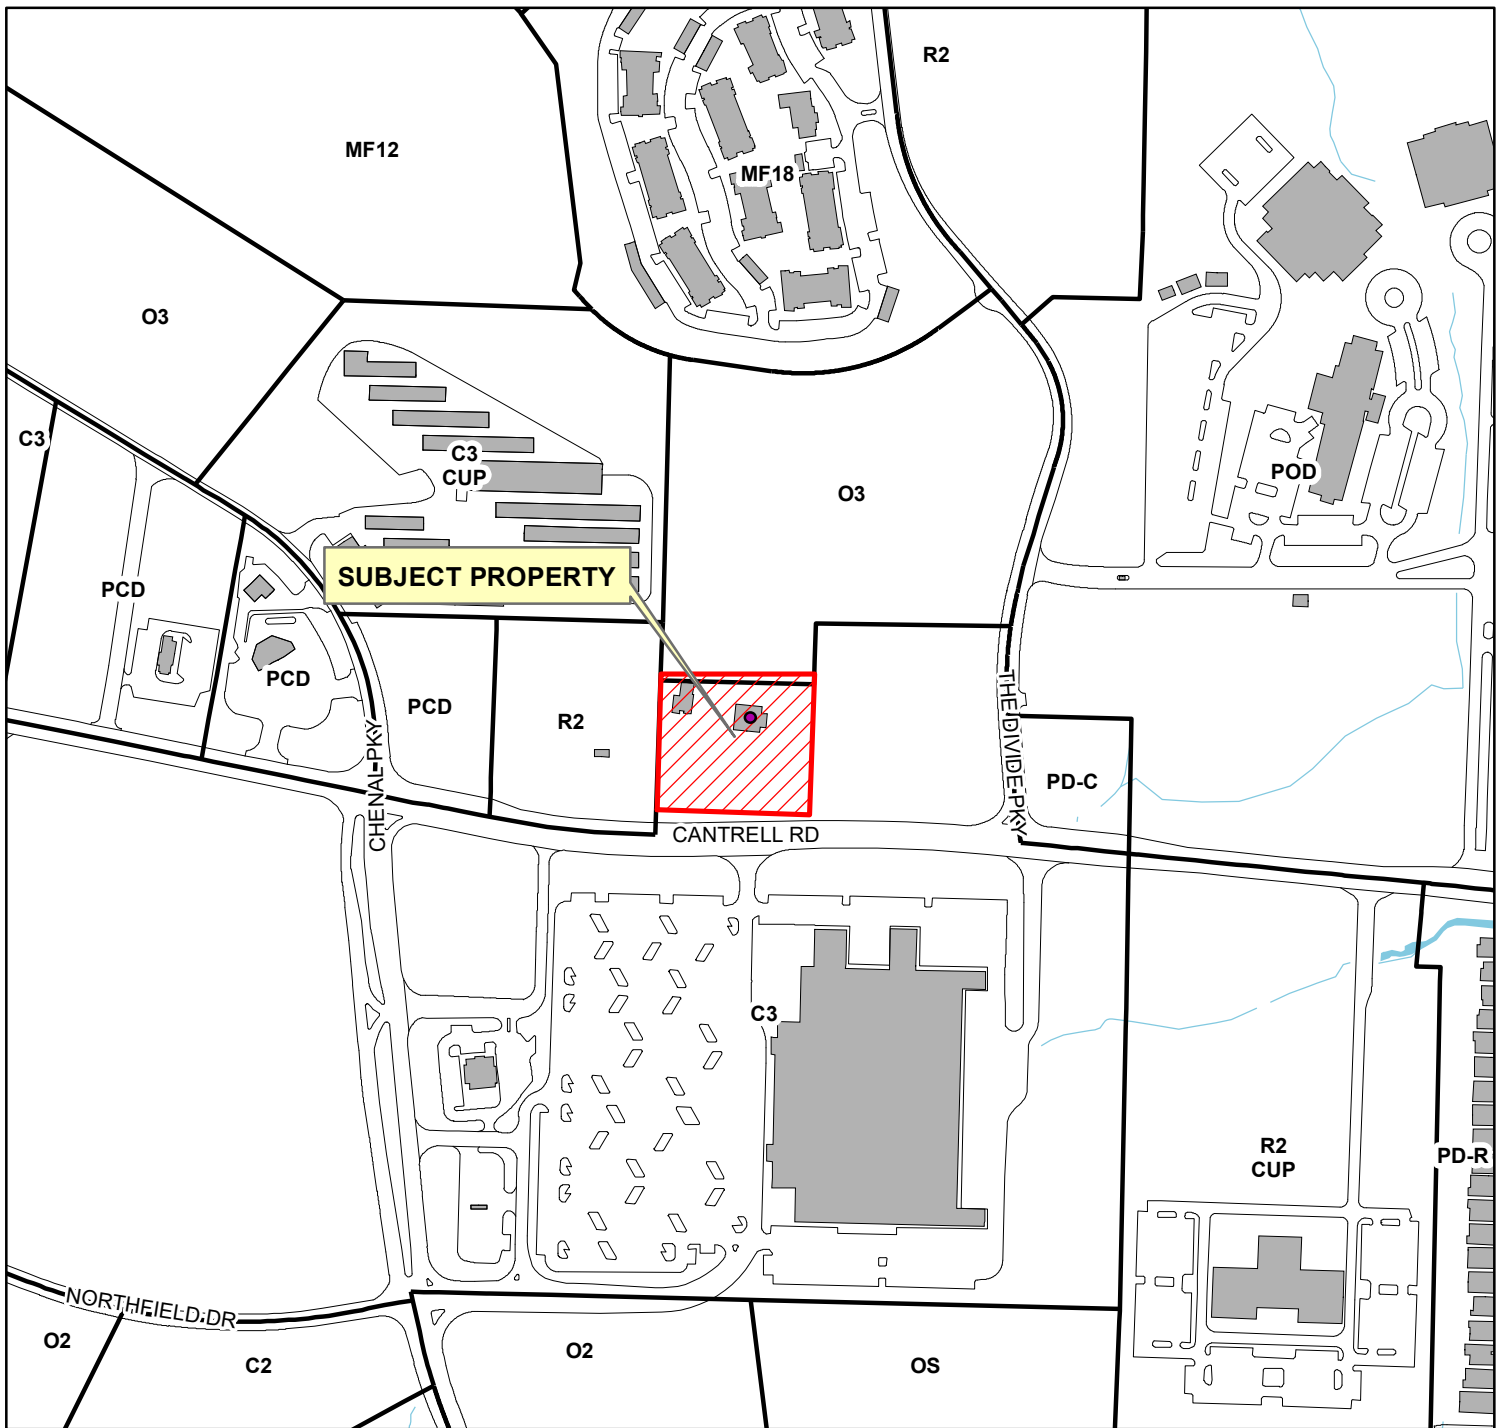 R2
MF12
MF18
O3
C3
C3
CUP
POD
O3
SUBJECT PROPERTY
PCD
PCD
PCD
R2
THE DIVIDE PKY
PD-C
CHENAL PKY
CANTRELL RD
C3
R2
CUP
PD-R
NORTHFIELD DR
O2
C2
O2
OS